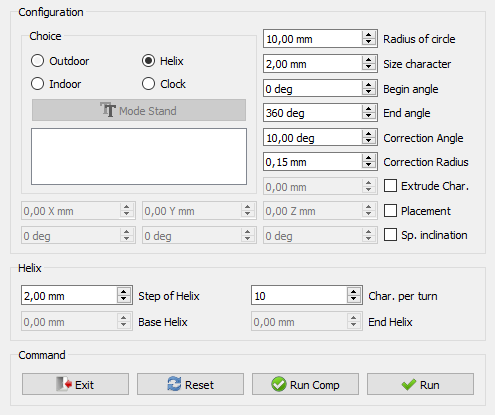 Configuration
Choice
Outdoor
Helix
Indoor
Clock
Mode Stand
10,00 mm Radius of circle
2,00 mm Size character
0 deg Begin angle
360 deg End angle
10,00 deg Correction Angle
0,15 mm Correction Radius
0,00 mm Extrude Char.
0,00 X mm 0,00 Y mm 0,00 Z mm Placement
0 deg 0 deg 0 deg Sp. inclination
Helix
2,00 mm Step of Helix 10 Char. per turn
0,00 mm Base Helix 0,00 mm End Helix
Command
Exit Reset Run Comp Run